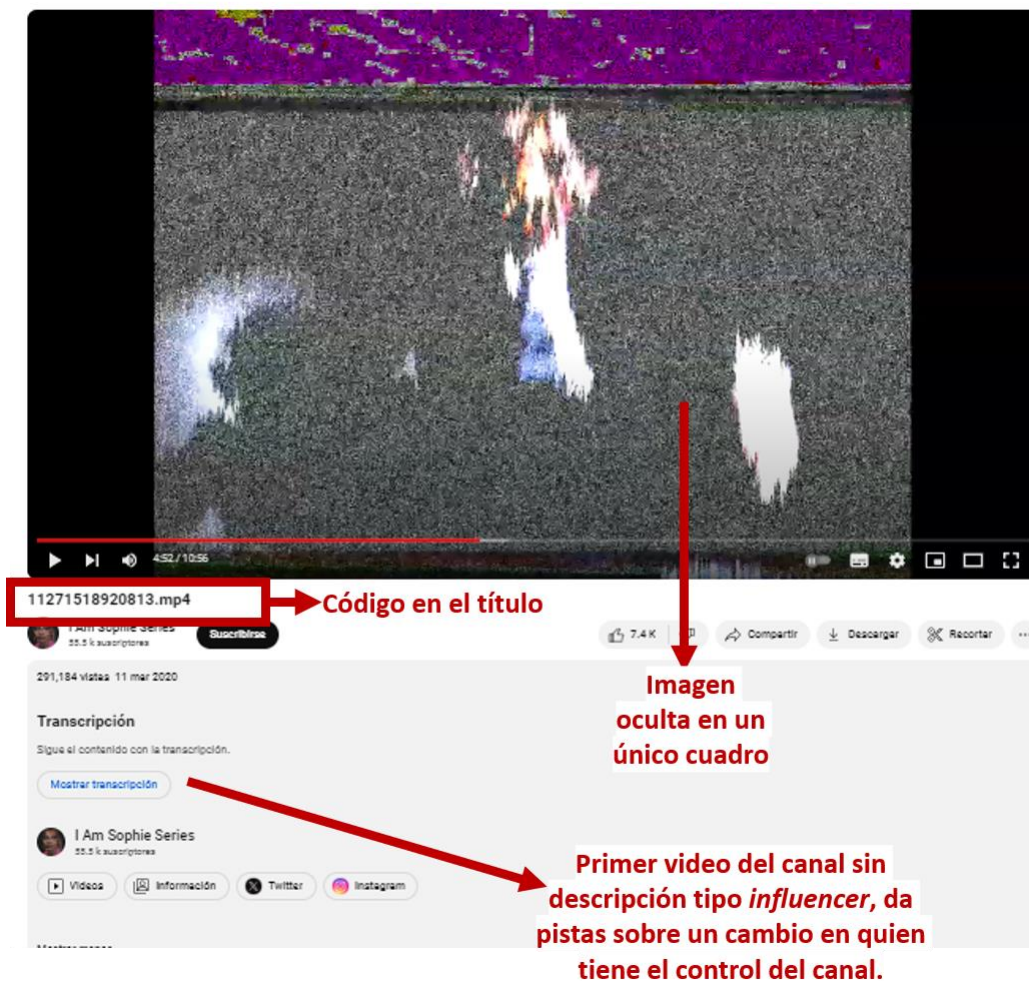 4:52 / 10:56
11271518920813.mp4
Código en el título
I Am Sophie Series
55.5 k suscriptores
Suscribirse
7.4 K
Compartir
Descargar
Recortar
291,184 vistas 11 mar 2020
Imagen
oculta en un
único cuadro
Transcripción
Sigue el contenido con la transcripción.
Mostrar transcripción
I Am Sophie Series
55.5 k suscriptores
Videos
Información
Twitter
Instagram
Primer video del canal sin
descripción tipo influencer, da
pistas sobre un cambio en quien
tiene el control del canal.